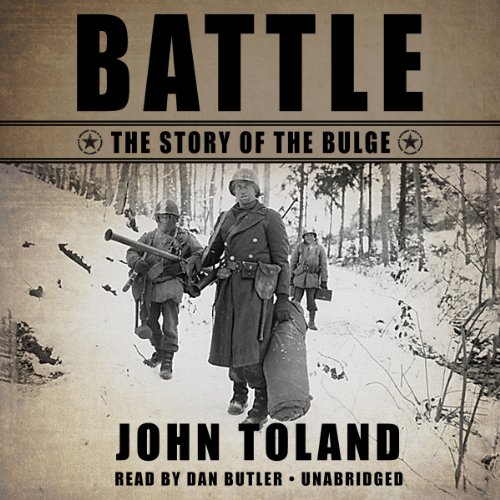 BATTLE
THE STORY OF THE BULGE
JOHN TOLAND
READ BY DAN BUTLER • UNABRIDGED